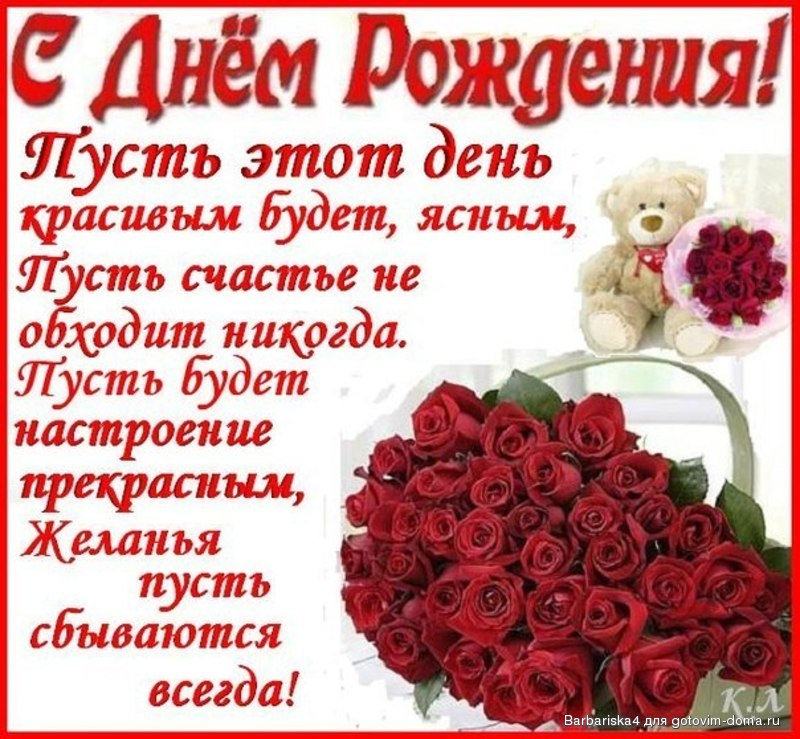 С Днём Рождения!
Пусть этот день
красивым будет, ясным,
Пусть счастье не
обходит никогда.
Пусть будет
настроение
прекрасным,
Желанья
пусть
сбываются
всегда!
К.Л
Barbariska4 для gotovim-doma.ru